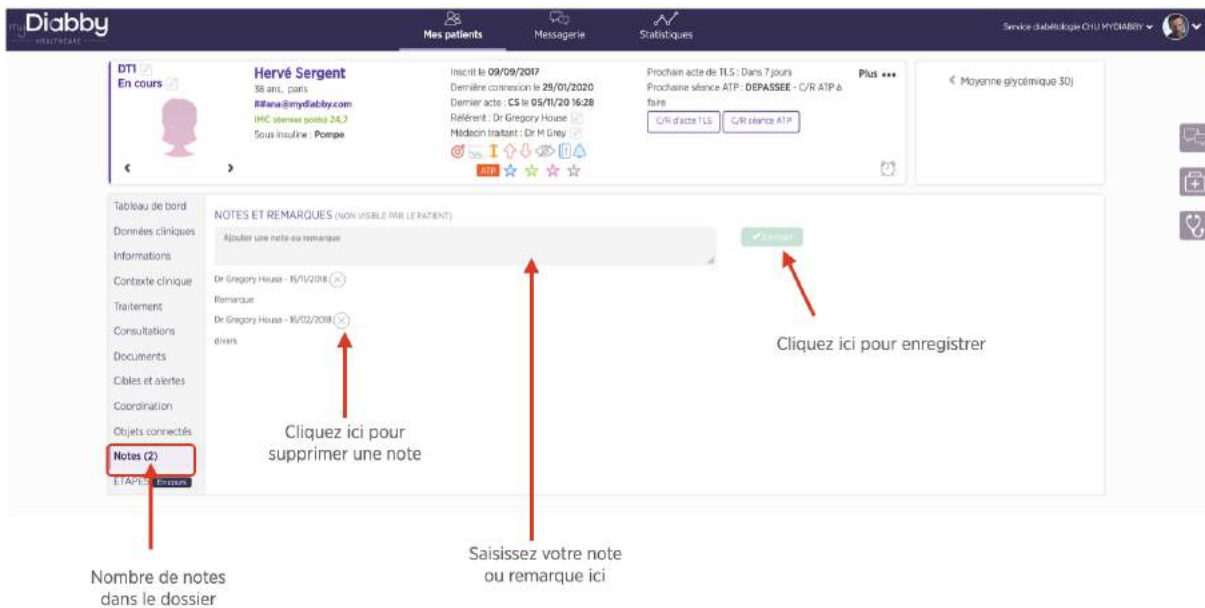 myDiabby
HEALTHCARE
Mes patients
Messagerie
Statistiques
Service diabétologie CHU MYDIABBY
DT1
En cours
Hervé Sergent
38 ans, paris
##ana@mydiabby.com
IMC (dernier poids) 24,7
Sous insuline : Pompe
Inscrit le 09/09/2017
Dernière connexion le 29/01/2020
Dernier acte : CS le 05/11/20 16:28
Référent : Dr Gregory House
Médecin traitant : Dr M Grey
ATP
Prochain acte de TLS : Dans 7 jours
Prochaine séance ATP : DEPASSEE - C/R ATP à
faire
C/R d'acte TLS
C/R séance ATP
Plus
Moyenne glycémique 30j
Tableau de bord
Données cliniques
Informations
Contexte clinique
Traitement
Consultations
Documents
Cibles et alertes
Coordination
Objets connectés
Notes (2)
ETAPES En cours
NOTES ET REMARQUES (NON VISIBLE PAR LE PATIENT)
Ajouter une note ou remarque
Dr Gregory House - 15/11/2018
Remarque
Dr Gregory House - 16/02/2018
divers
Cliquez ici pour enregistrer
Cliquez ici pour
supprimer une note
Saisissez votre note
ou remarque ici
Nombre de notes
dans le dossier